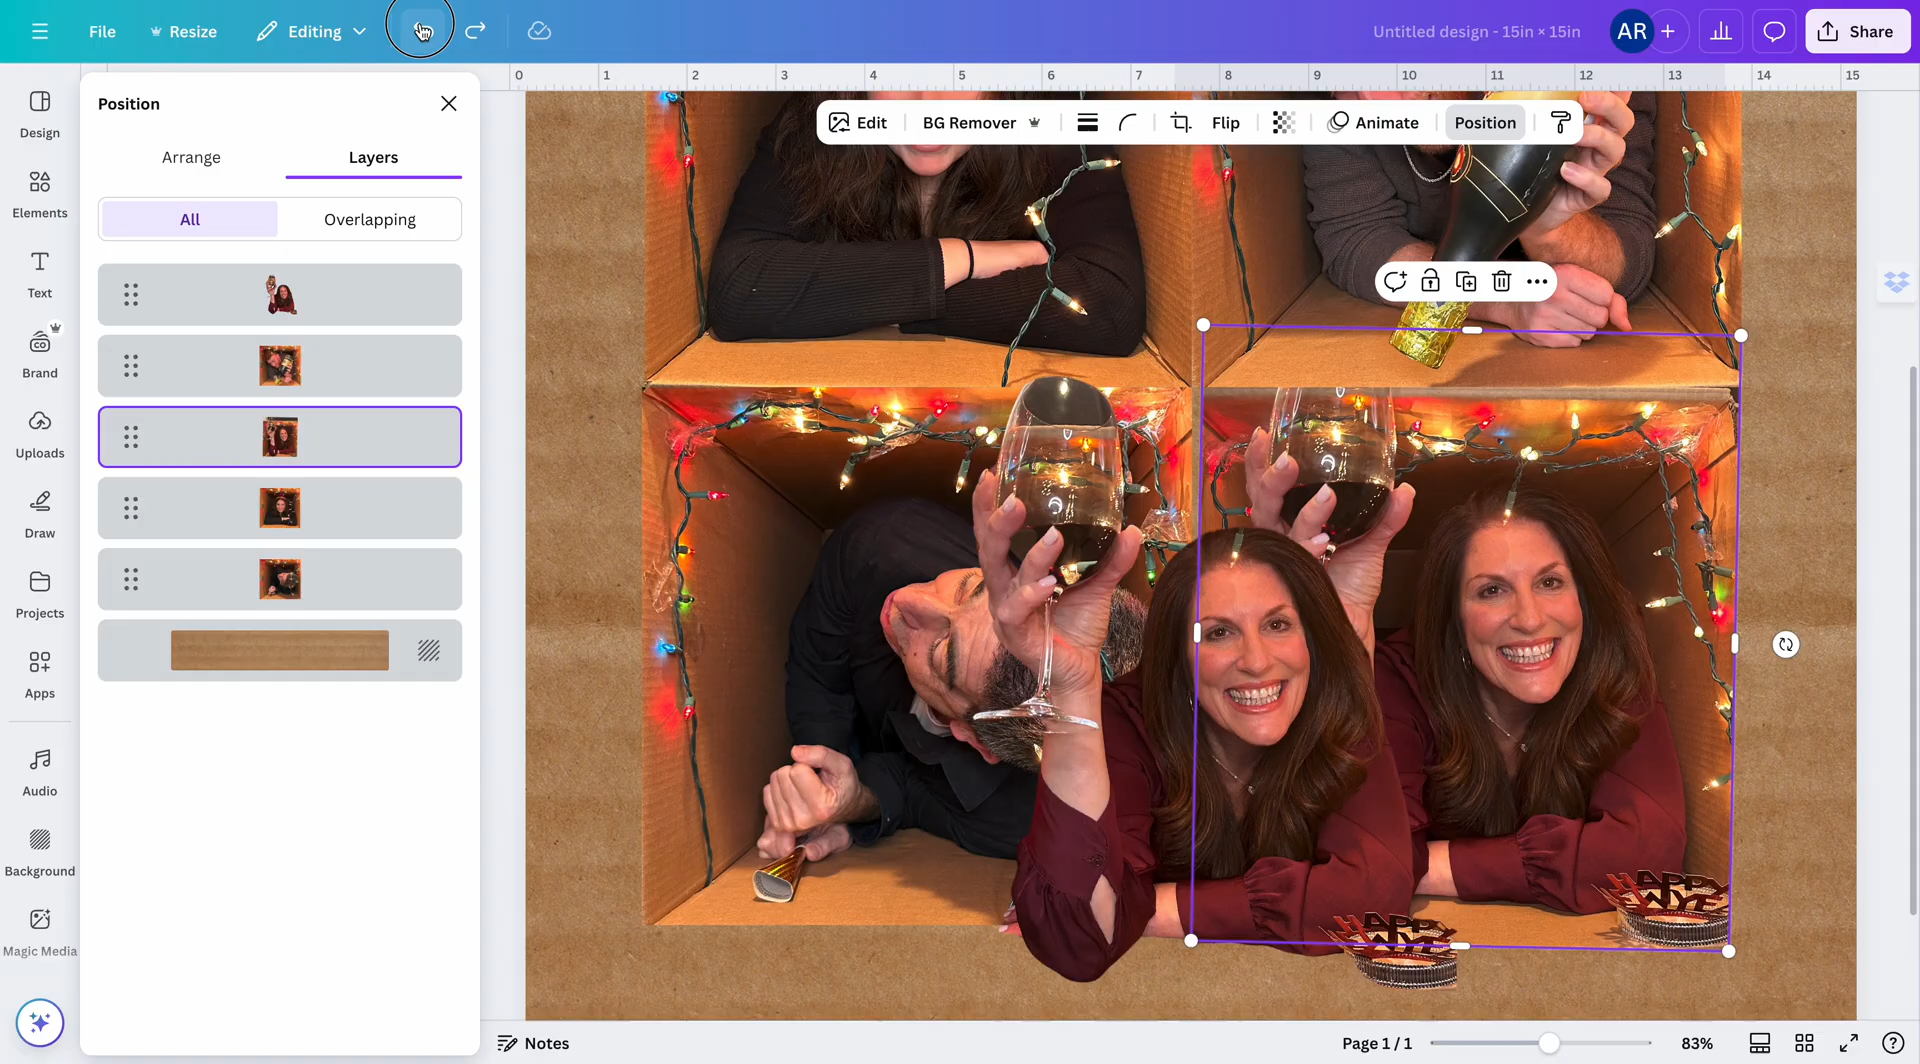 File
Resize
Editing
Untitled design - 15in × 15in
AR
Share
0 1 2 3 4 5 6 7 8 9 10 11 12 13 14 15
Design
Elements
Text
Brand
Uploads
Draw
Projects
Apps
Audio
Background
Magic Media
Position
Arrange
Layers
All
Overlapping
Edit
BG Remover
Flip
Animate
Position
HAPPY
HAPPY
Notes
Page 1 / 1
83%